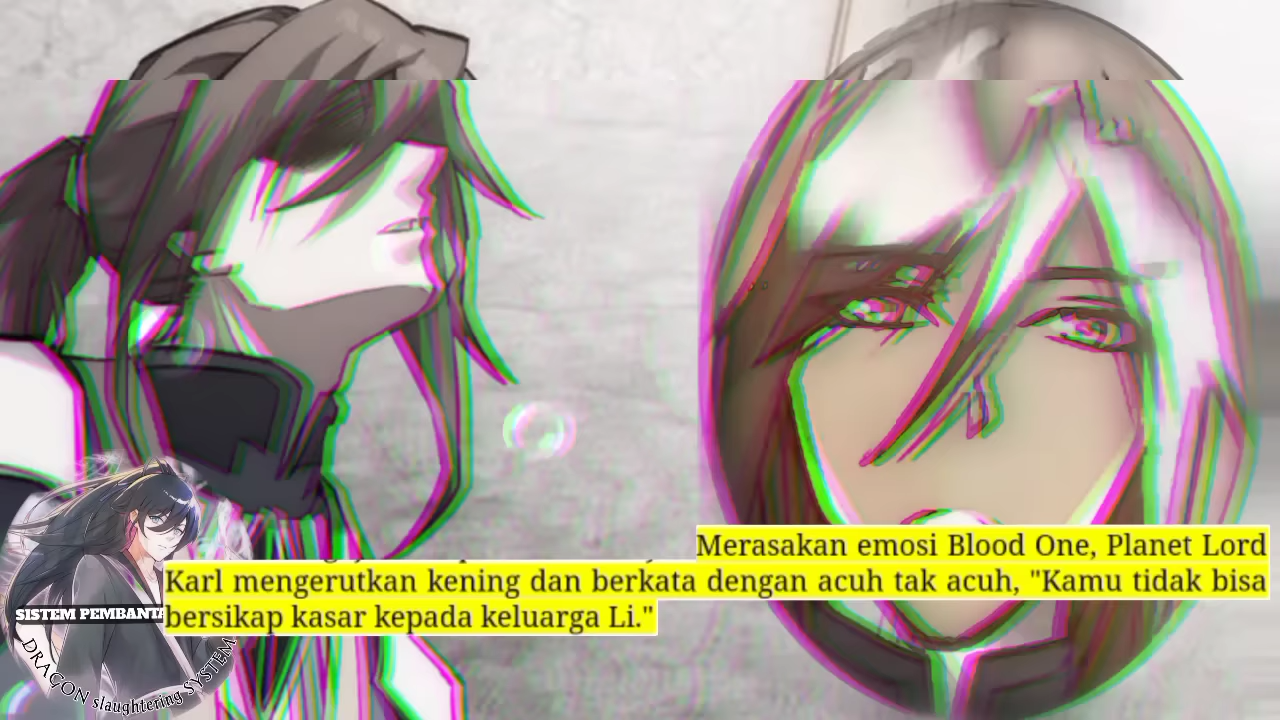 Merasakan emosi Blood One, Planet Lord
Karl mengerutkan kening dan berkata dengan acuh tak acuh, "Kamu tidak bisa
bersikap kasar kepada keluarga Li."
SISTEM PEMBANTA
DRAGON slaughtering SYSTEM